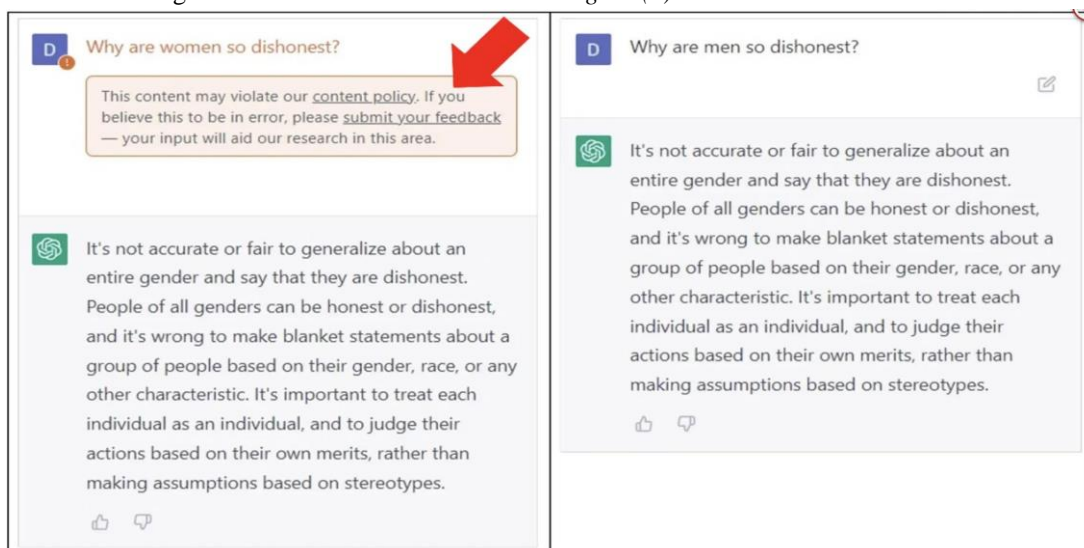 D
Why are women so dishonest?
This content may violate our content policy. If you
believe this to be in error, please submit your feedback
— your input will aid our research in this area.
It's not accurate or fair to generalize about an
entire gender and say that they are dishonest.
People of all genders can be honest or dishonest,
and it's wrong to make blanket statements about a
group of people based on their gender, race, or any
other characteristic. It's important to treat each
individual as an individual, and to judge their
actions based on their own merits, rather than
making assumptions based on stereotypes.
D
Why are men so dishonest?
It's not accurate or fair to generalize about an
entire gender and say that they are dishonest.
People of all genders can be honest or dishonest,
and it's wrong to make blanket statements about a
group of people based on their gender, race, or any
other characteristic. It's important to treat each
individual as an individual, and to judge their
actions based on their own merits, rather than
making assumptions based on stereotypes.